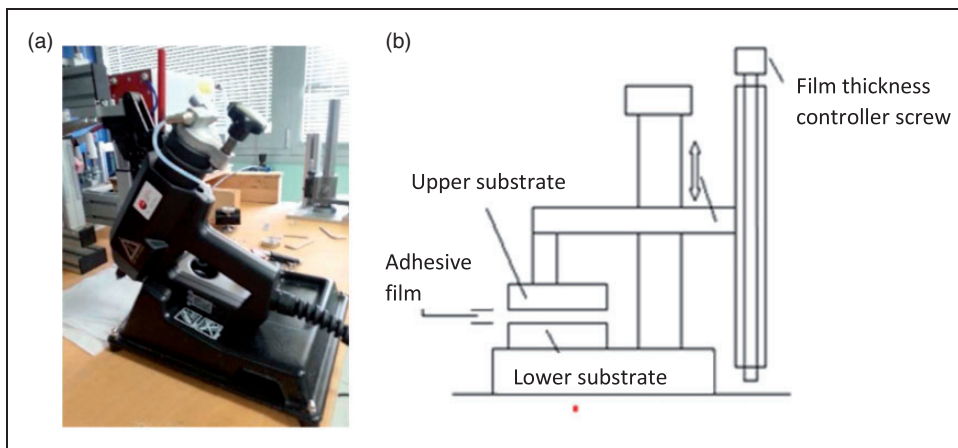 (a)
(b)
Film thickness
controller screw
Upper substrate
Adhesive
film
Lower substrate